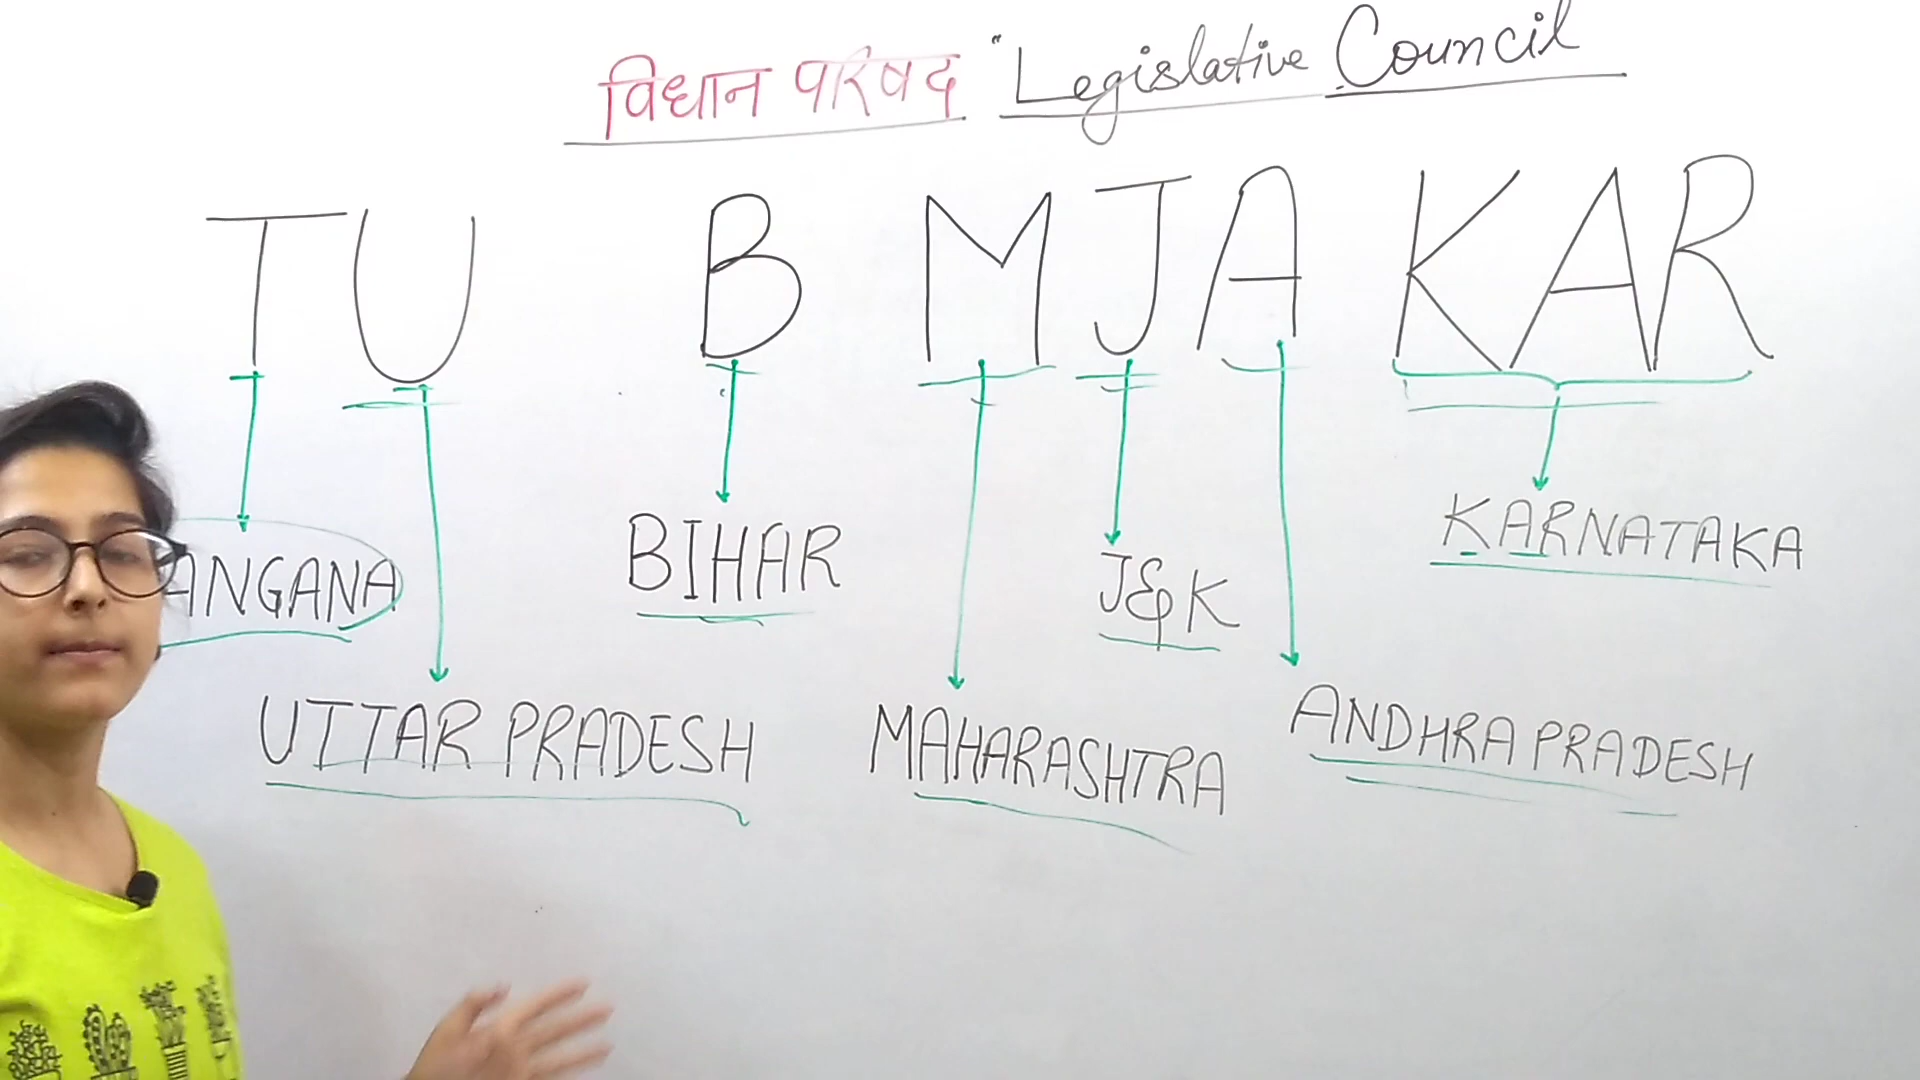 विधान परिषद "Legislative Council
TU B MJA KAR
ANGANA BIHAR J&K KARNATAKA
UTTAR PRADESH MAHARASHTRA ANDHRA PRADESH